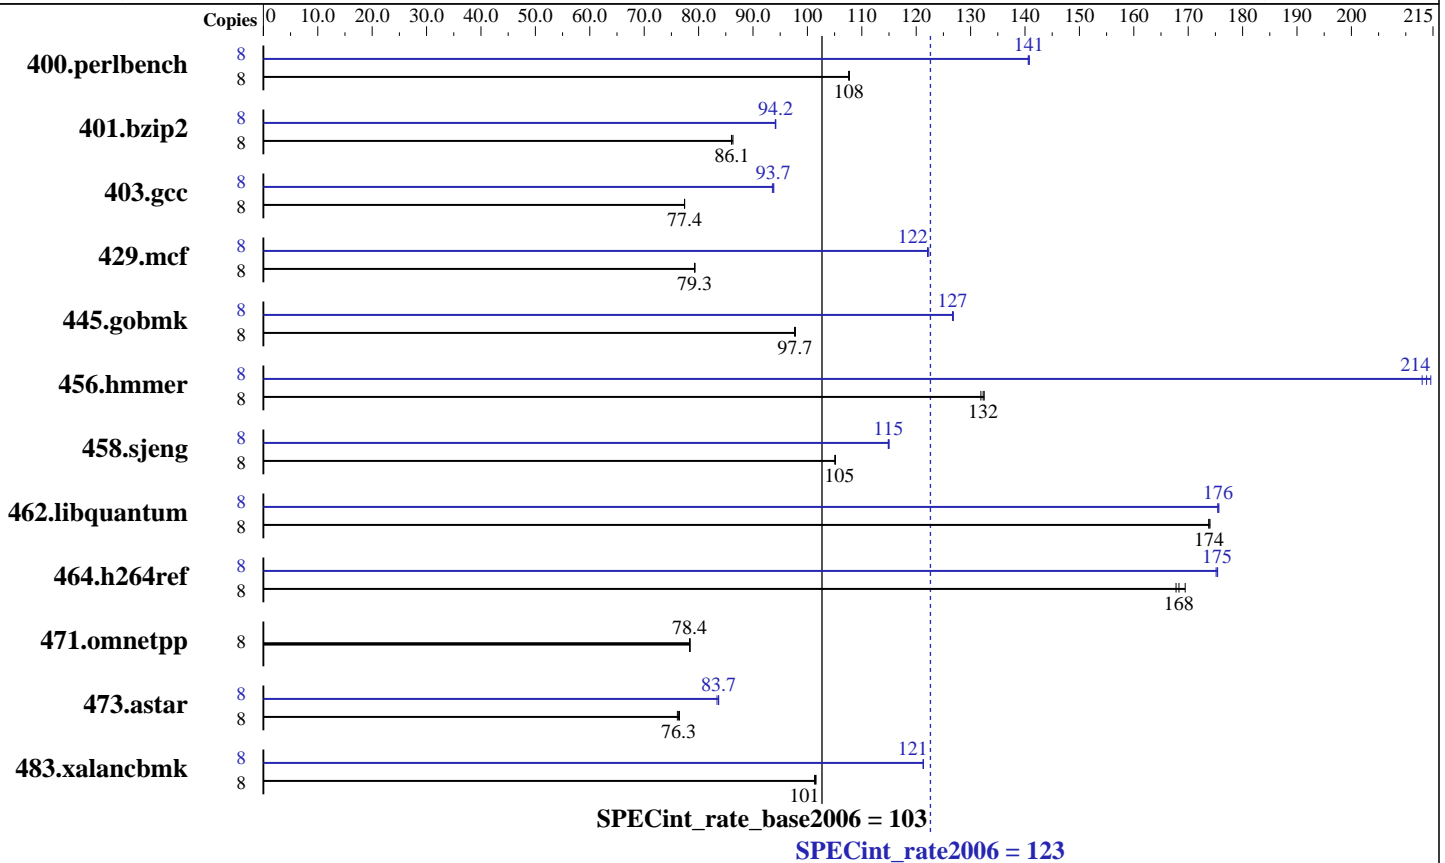 Copies 0 10.0 20.0 30.0 40.0 50.0 60.0 70.0 80.0 90.0 100 110 120 130 140 150 160 170 180 190 200 215
400.perlbench 8 141
8 108
401.bzip2 8 94.2
8 86.1
403.gcc 8 93.7
8 77.4
429.mcf 8 122
8 79.3
445.gobmk 8 127
8 97.7
456.hmmer 8 214
8 132
458.sjeng 8 115
8 105
462.libquantum 8 176
8 174
464.h264ref 8 175
8 168
471.omnetpp 8 78.4
473.astar 8 83.7
8 76.3
483.xalancbmk 8 121
8 101
SPECint_rate_base2006 = 103
SPECint_rate2006 = 123